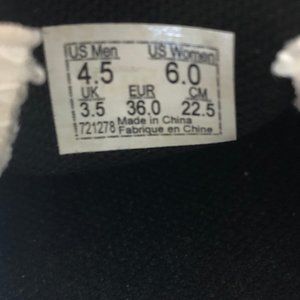 US Men US Women
4.5 6.0
UK EUR CM
3.5 36.0 22.5
721278 Made in China
Fabrique en Chine